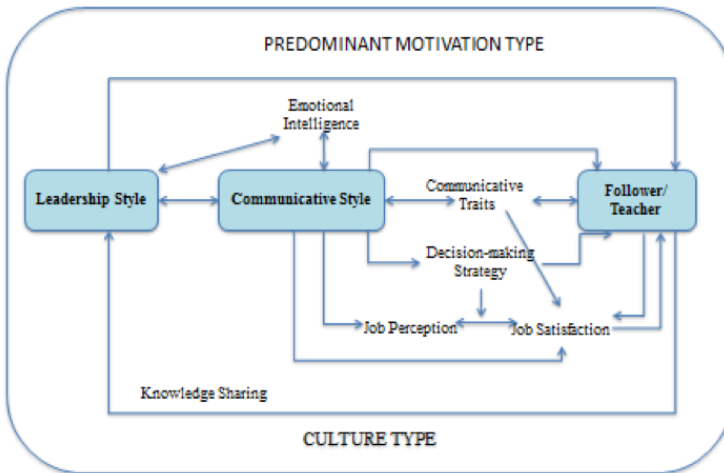 PREDOMINANT MOTIVATION TYPE
Emotional
Intelligence
Leadership Style
Communicative Style
Communicative
Traits
Follower/
Teacher
Decision-making
Strategy
Job Perception
Job Satisfaction
Knowledge Sharing
CULTURE TYPE